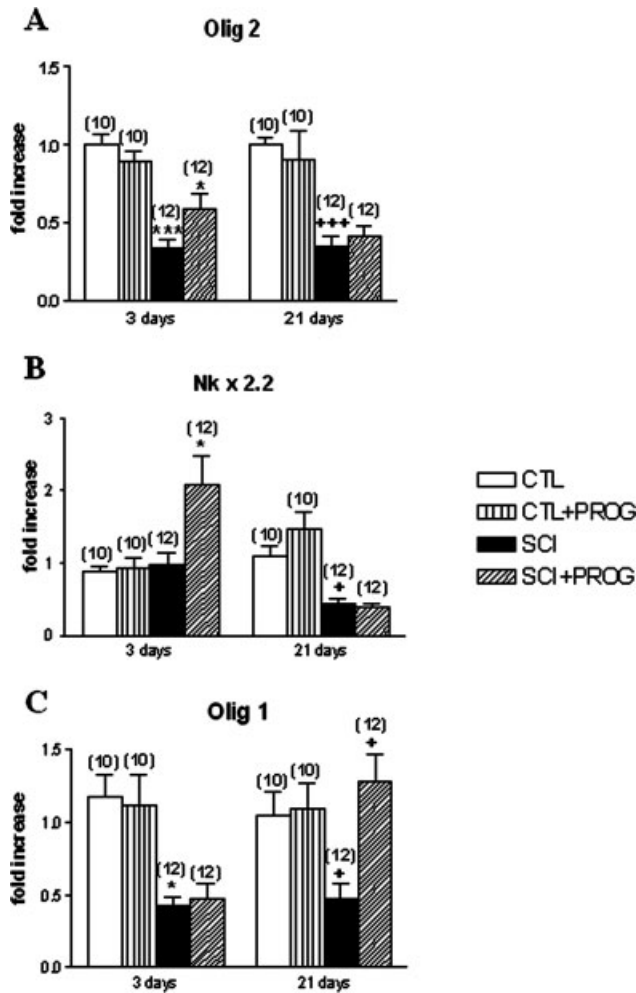 A
Olig 2
fold increase
1.5
1.0
0.5
0.0
(10)
(10)
(12)
***
(12)
*
(10)
(10)
(12)
+++
(12)
3 days
21 days
B
Nk x 2.2
fold increase
3
2
1
0
(10)
(10)
(12)
(12)
*
(10)
(10)
(12)
+
(12)
3 days
21 days
CTL
CTL+PROG
SCI
SCI+PROG
C
Olig 1
fold increase
1.5
1.0
0.5
0.0
(10)
(10)
(12)
*
(12)
(10)
(10)
(12)
+
(12)
+
3 days
21 days